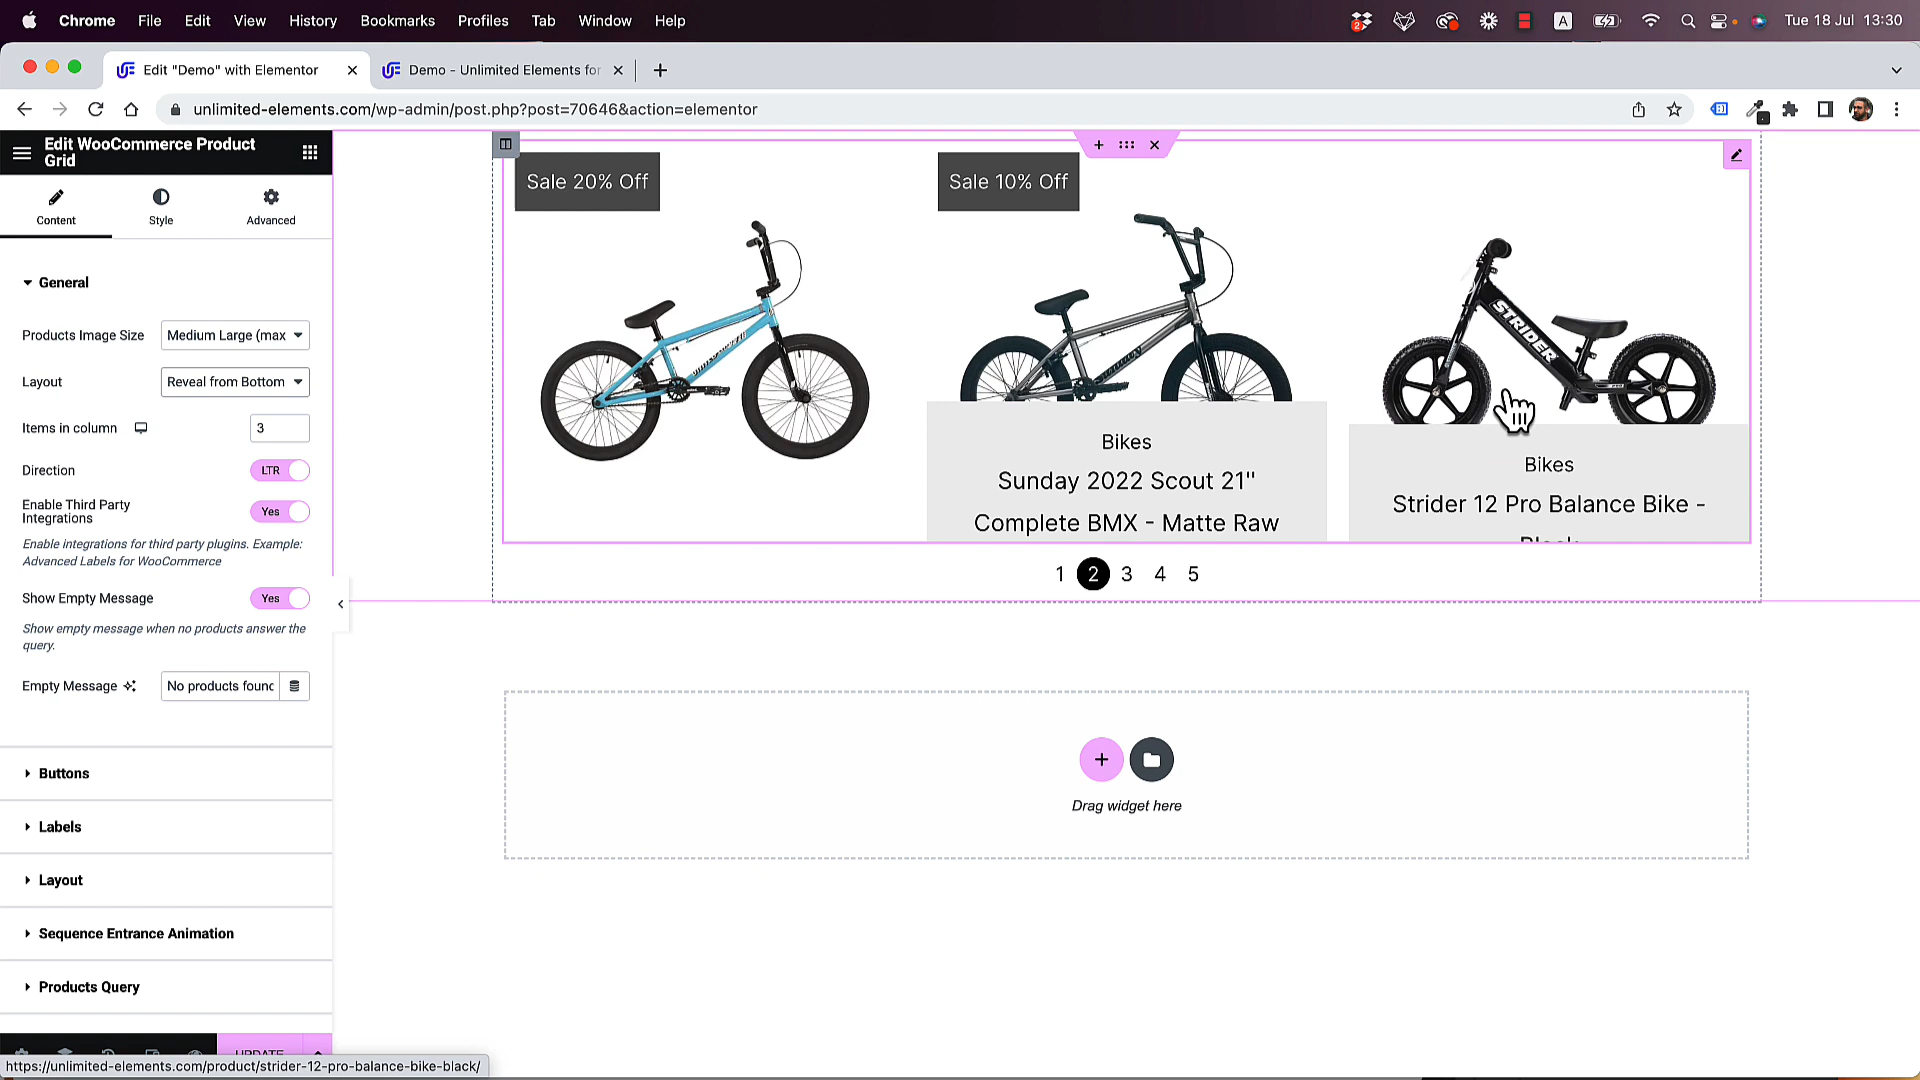 Chrome File Edit View History Bookmarks Profiles Tab Window Help
2
A
Tue 18 Jul 13:30
Edit "Demo" with Elementor
Demo - Unlimited Elements for
unlimited-elements.com/wp-admin/post.php?post=70646&action=elementor
Edit WooCommerce Product
Grid
Content
Style
Advanced
General
Products Image Size
Medium Large (max
Layout
Reveal from Bottom
Items in column
3
Direction
LTR
Enable Third Party
Integrations
Yes
Enable integrations for third party plugins. Example:
Advanced Labels for WooCommerce
Show Empty Message
Yes
Show empty message when no products answer the
query.
Empty Message
No products found
Buttons
Labels
Layout
Sequence Entrance Animation
Products Query
UPDATE
https://unlimited-elements.com/product/strider-12-pro-balance-bike-black/
Sale 20% Off
Sale 10% Off
STRIDER
Bikes
Sunday 2022 Scout 21"
Complete BMX - Matte Raw
Bikes
Strider 12 Pro Balance Bike -
Black
1 2 3 4 5
Drag widget here